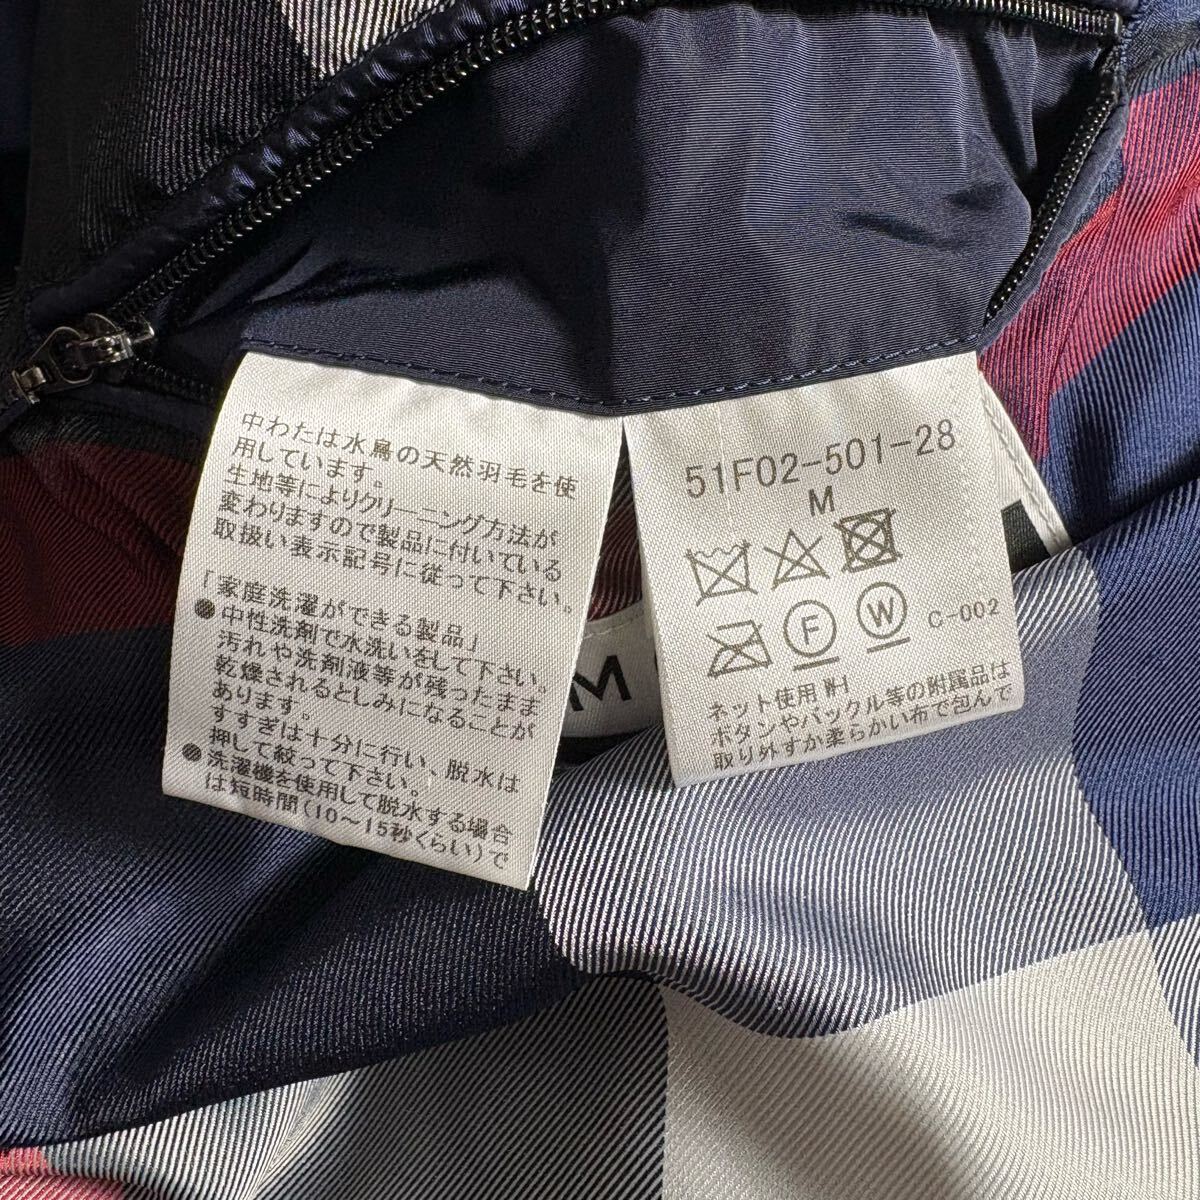 中わたは水鳥の天然羽毛を使
用しています。
生地等によりクリーニング方法が
変わりますので製品に付いている
取扱い表示記号に従って下さい。
「家庭洗濯ができる製品」
●中性洗剤で水洗いをして下さい。
汚れや洗剤液等が残ったまま
乾燥されるとしみになることが
あります。
すすぎは十分に行い、脱水は
押して絞って下さい。
●洗濯機を使用して脱水する場合
は短時間(10〜15秒くらい)で
51F02-501-28
M
F
W
C-002
ネット使用 WH
ボタンやバックル等の附属品は
取り外すか柔らかい布で包んで
M